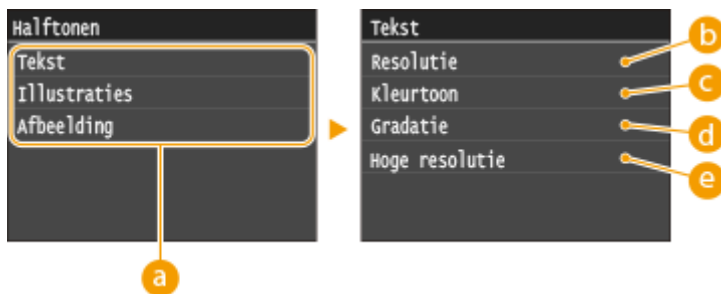 Halftonen
Tekst
Illustraties
Afbeelding
a
Tekst
Resolutie
Kleurtoon
Gradatie
Hoge resolutie
b
c
d
e